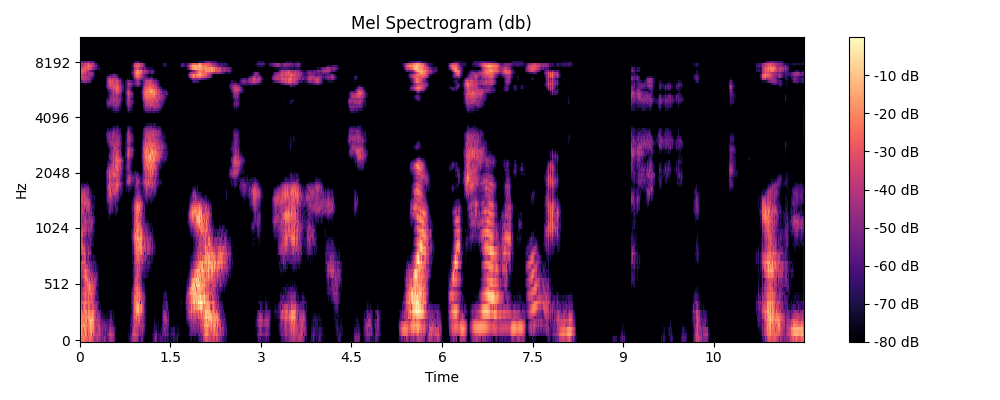 Mel Spectrogram (db)
8192
4096
2048
1024
512
0
Hz
0 1.5 3 4.5 6 7.5 9 10
Time
-10 dB
-20 dB
-30 dB
-40 dB
-50 dB
-60 dB
-70 dB
-80 dB